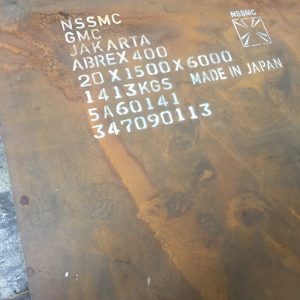 NSSMC
GMC
JAKARTA
ABREX 400
20 X 1500 X 6000
1413KGS MADE IN JAPAN
5A60141
347090113
NSSMC